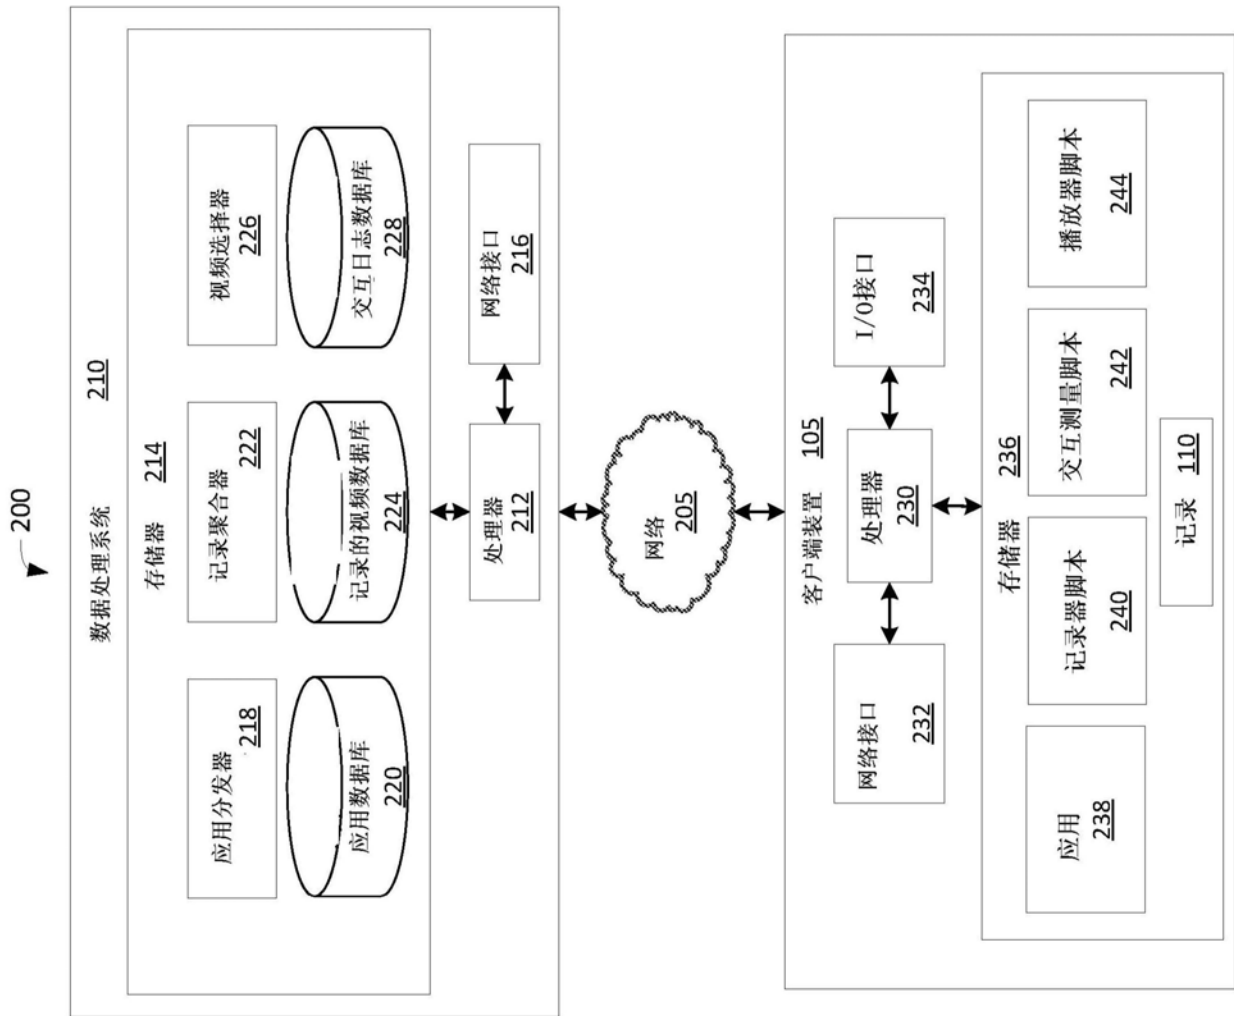 200
数据处理系统 210
存储器 214
应用分发器
218
记录聚合器
222
视频选择器
226
应用数据库
220
记录的视频数据库
224
交互日志数据库
228
处理器
212
网络接口
216
网络
205
客户端装置 105
网络接口
232
处理器
230
I/O接口
234
存储器 236
应用
238
记录器脚本
240
交互测量脚本
242
播放器脚本
244
记录 110